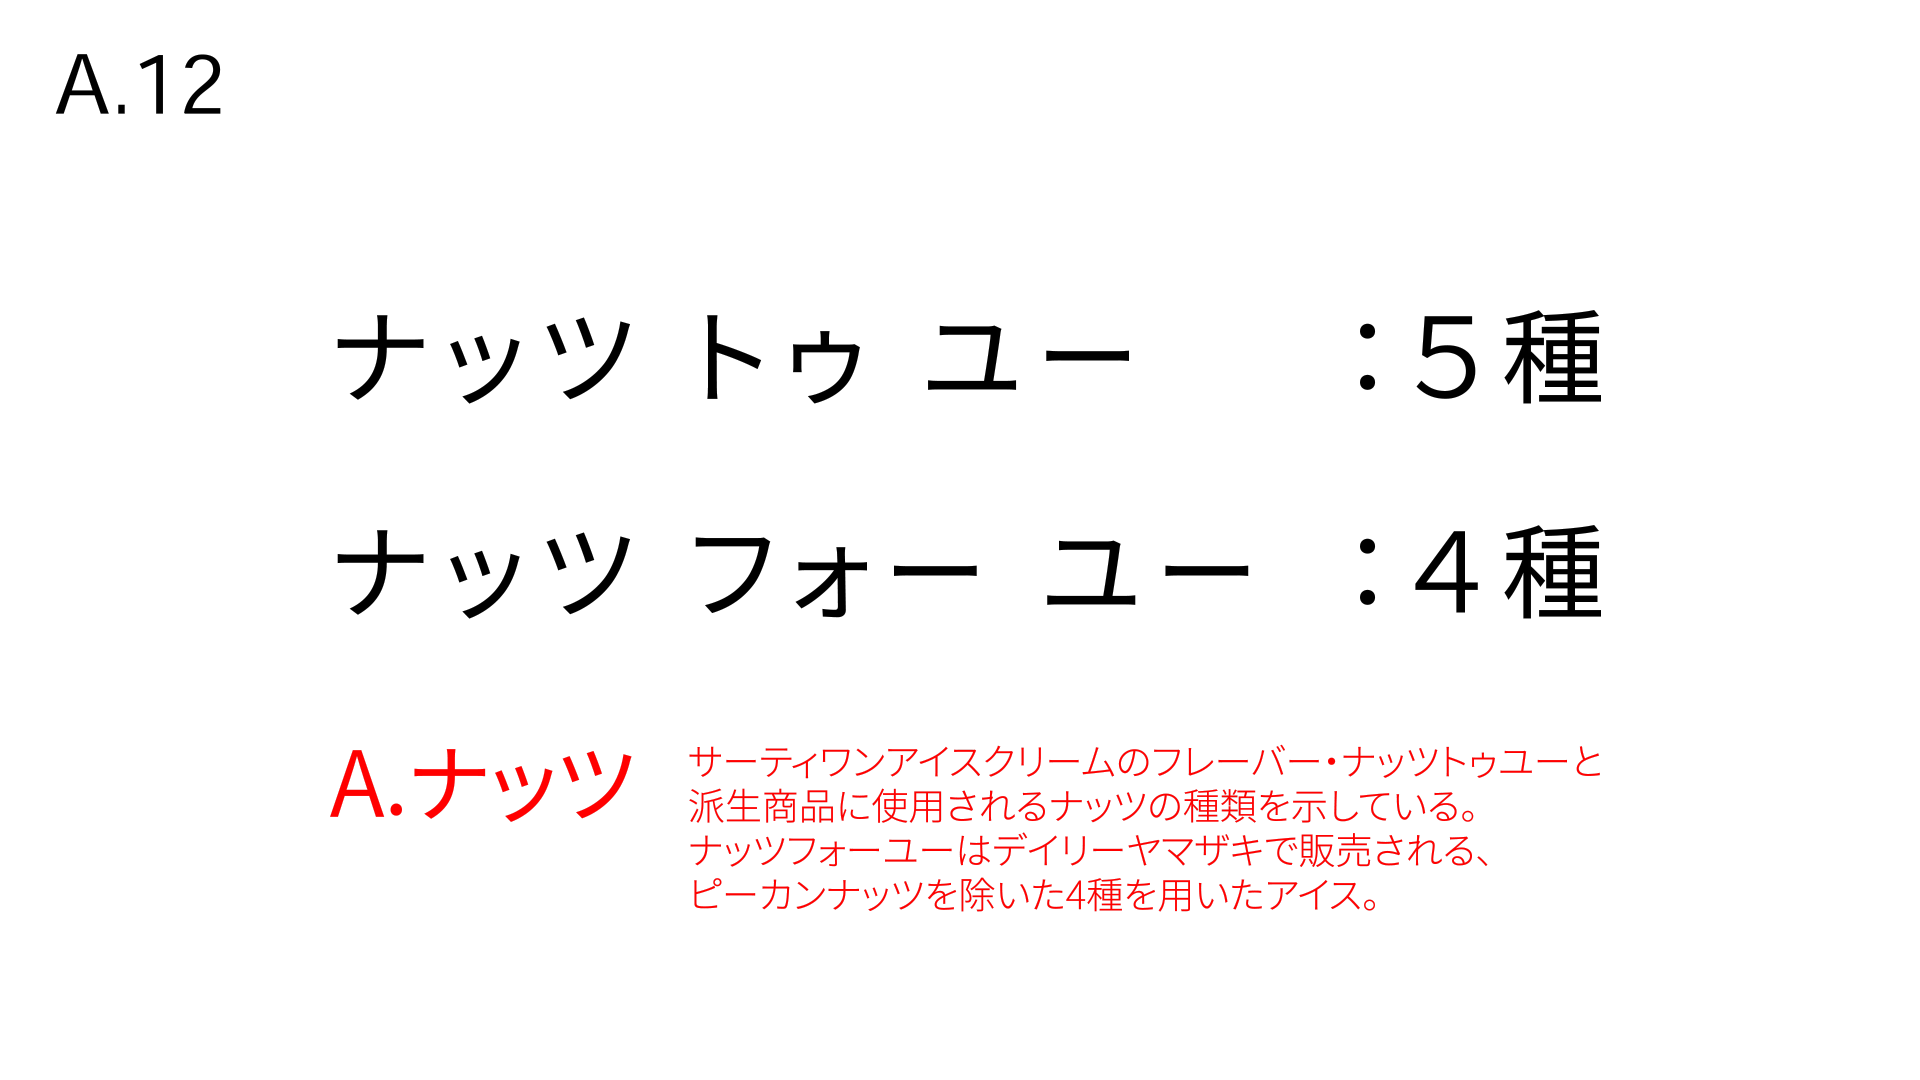 A.12
ナッツ トゥ ユー ：5種
ナッツ フォー ユー ：4種
A.ナッツ
サーティワンアイスクリームのフレーバー・ナッツトゥユーと
派生商品に使用されるナッツの種類を示している。
ナッツフォーユーはデイリーヤマザキで販売される、
ピーカンナッツを除いた4種を用いたアイス。